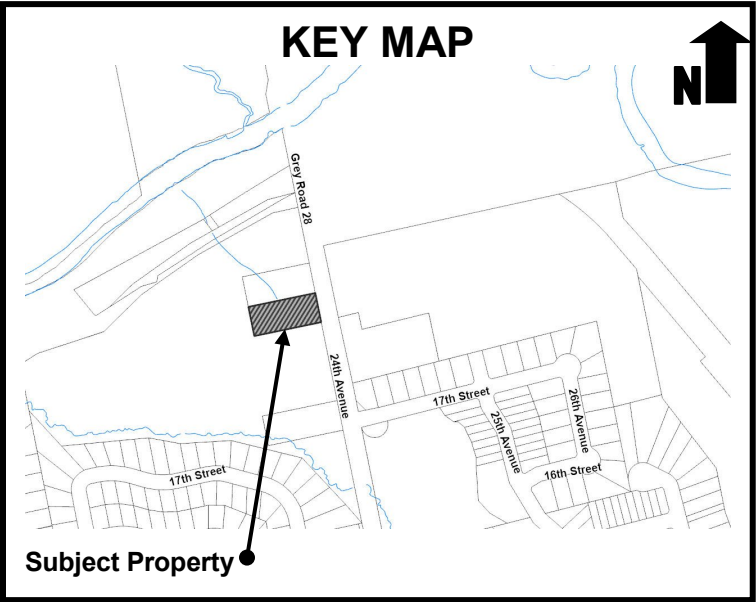 KEY MAP
N
Grey Road 28
24th Avenue
17th Street
26th Avenue
25th Avenue
17th Street
16th Street
Subject Property